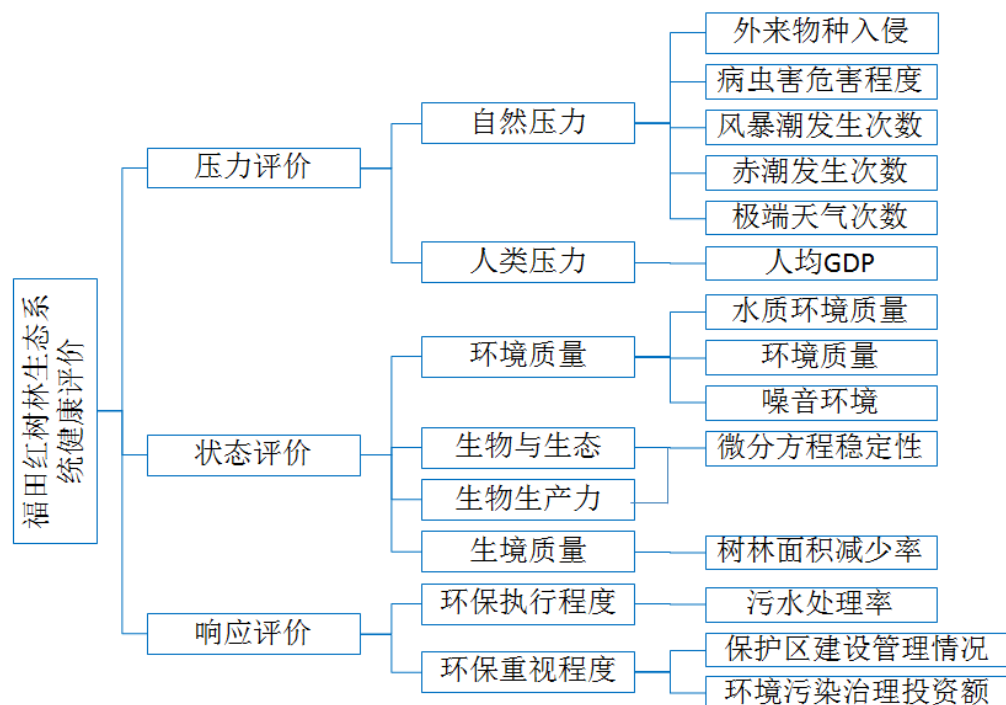 福田红树林生态系
统健康评价
压力评价
自然压力
外来物种入侵
病虫害危害程度
风暴潮发生次数
赤潮发生次数
极端天气次数
人类压力
人均GDP
状态评价
环境质量
水质环境质量
环境质量
噪音环境
生物与生态
微分方程稳定性
生物生产力
生境质量
树林面积减少率
响应评价
环保执行程度
污水处理率
环保重视程度
保护区建设管理情况
环境污染治理投资额